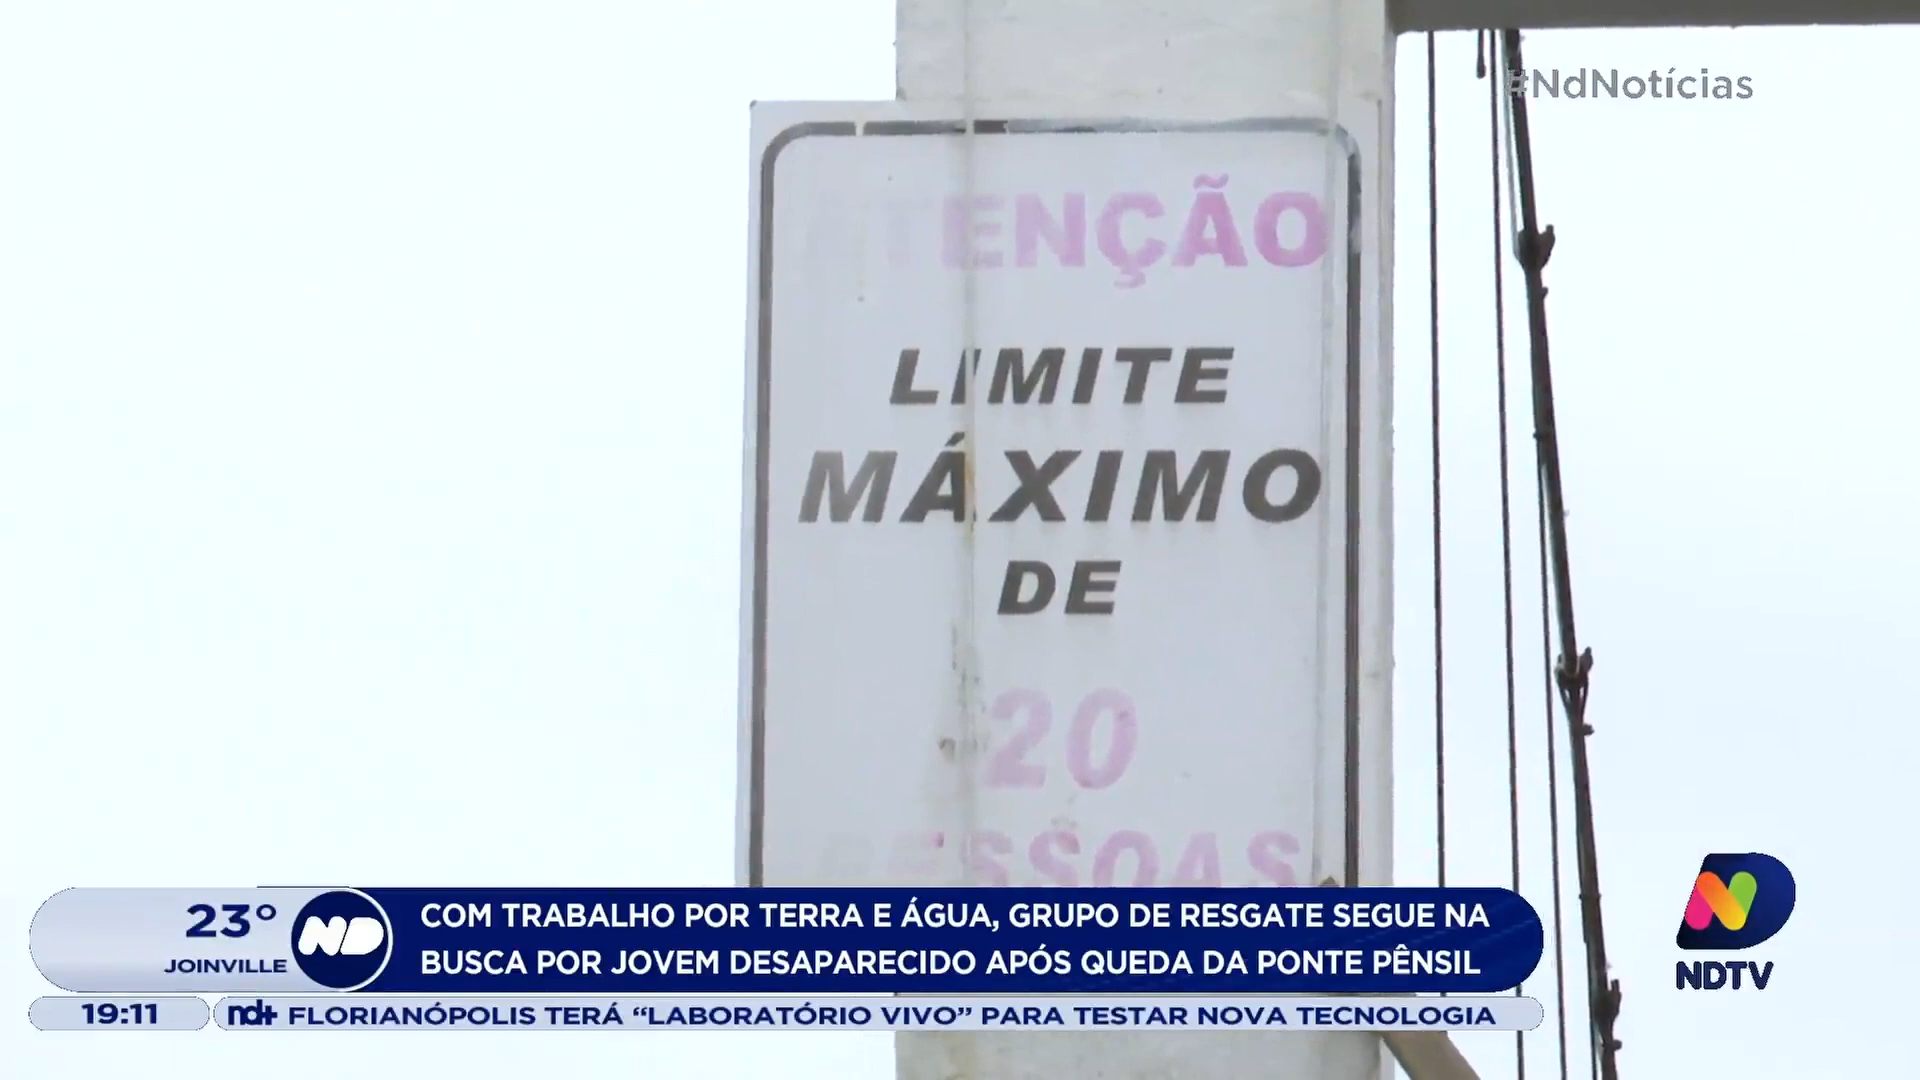 #NdNotícias
ATENÇÃO
LIMITE
MÁXIMO
DE
20
PESSOAS
23°
JOINVILLE
ND
COM TRABALHO POR TERRA E ÁGUA, GRUPO DE RESGATE SEGUE NA
BUSCA POR JOVEM DESAPARECIDO APÓS QUEDA DA PONTE PÊNSIL
N
NDTV
19:11
nd+ FLORIANÓPOLIS TERÁ “LABORATÓRIO VIVO” PARA TESTAR NOVA TECNOLOGIA